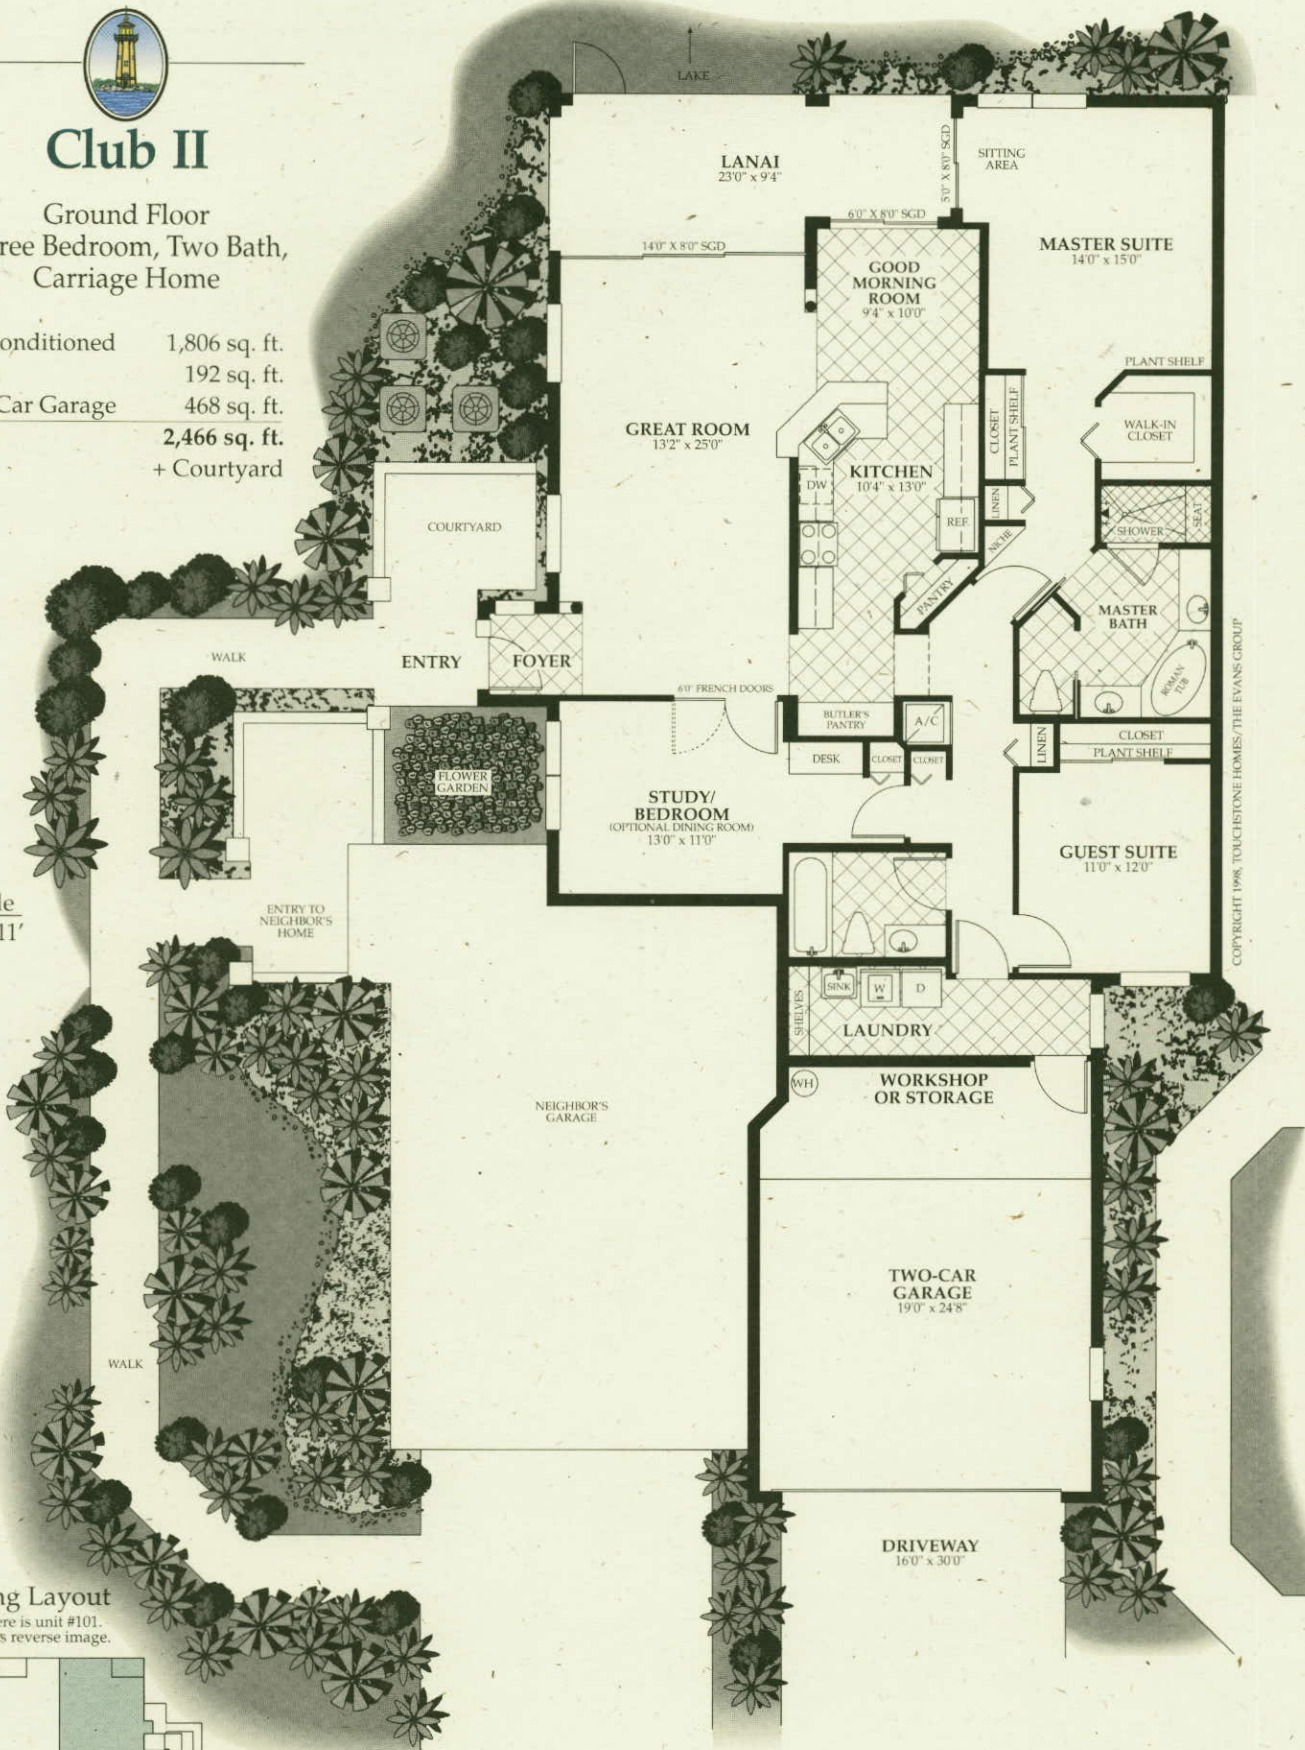 Club II
Ground Floor
ree Bedroom, Two Bath,
Carriage Home
onditioned 1,806 sq. ft.
192 sq. ft.
Car Garage 468 sq. ft.
2,466 sq. ft.
+ Courtyard
LAKE
LANAI
23'0" x 9'4"
5'0" X 8'0" SGD
SITTING
AREA
6'0" X 8'0" SGD
14'0" X 8'0" SGD
MASTER SUITE
14'0" x 15'0"
GOOD
MORNING
ROOM
9'4" x 10'0"
PLANT SHELF
GREAT ROOM
13'2" x 25'0"
CLOSET
PLANT SHELF
WALK-IN
CLOSET
KITCHEN
10'4" x 13'0"
DW
REF.
LINEN
NICHE
SHOWER
SEAT
COURTYARD
PANTRY
MASTER
BATH
ROMAN
TUB
WALK
ENTRY
FOYER
6'0" FRENCH DOORS
BUTLER'S
PANTRY
A/C
LINEN
CLOSET
PLANT SHELF
DESK
CLOSET
CLOSET
FLOWER
GARDEN
STUDY/
BEDROOM
(OPTIONAL DINING ROOM)
13'0" x 11'0"
GUEST SUITE
11'0" x 12'0"
COPYRIGHT 1998, TOUCHSTONE HOMES/THE EVANS GROUP
le
11'
ENTRY TO
NEIGHBOR'S
HOME
SHELVES
SINK
W
D
LAUNDRY
WH
WORKSHOP
OR STORAGE
NEIGHBOR'S
GARAGE
TWO-CAR
GARAGE
19'0" x 24'8"
WALK
DRIVEWAY
16'0" x 30'0"
ng Layout
ere is unit #101.
s reverse image.